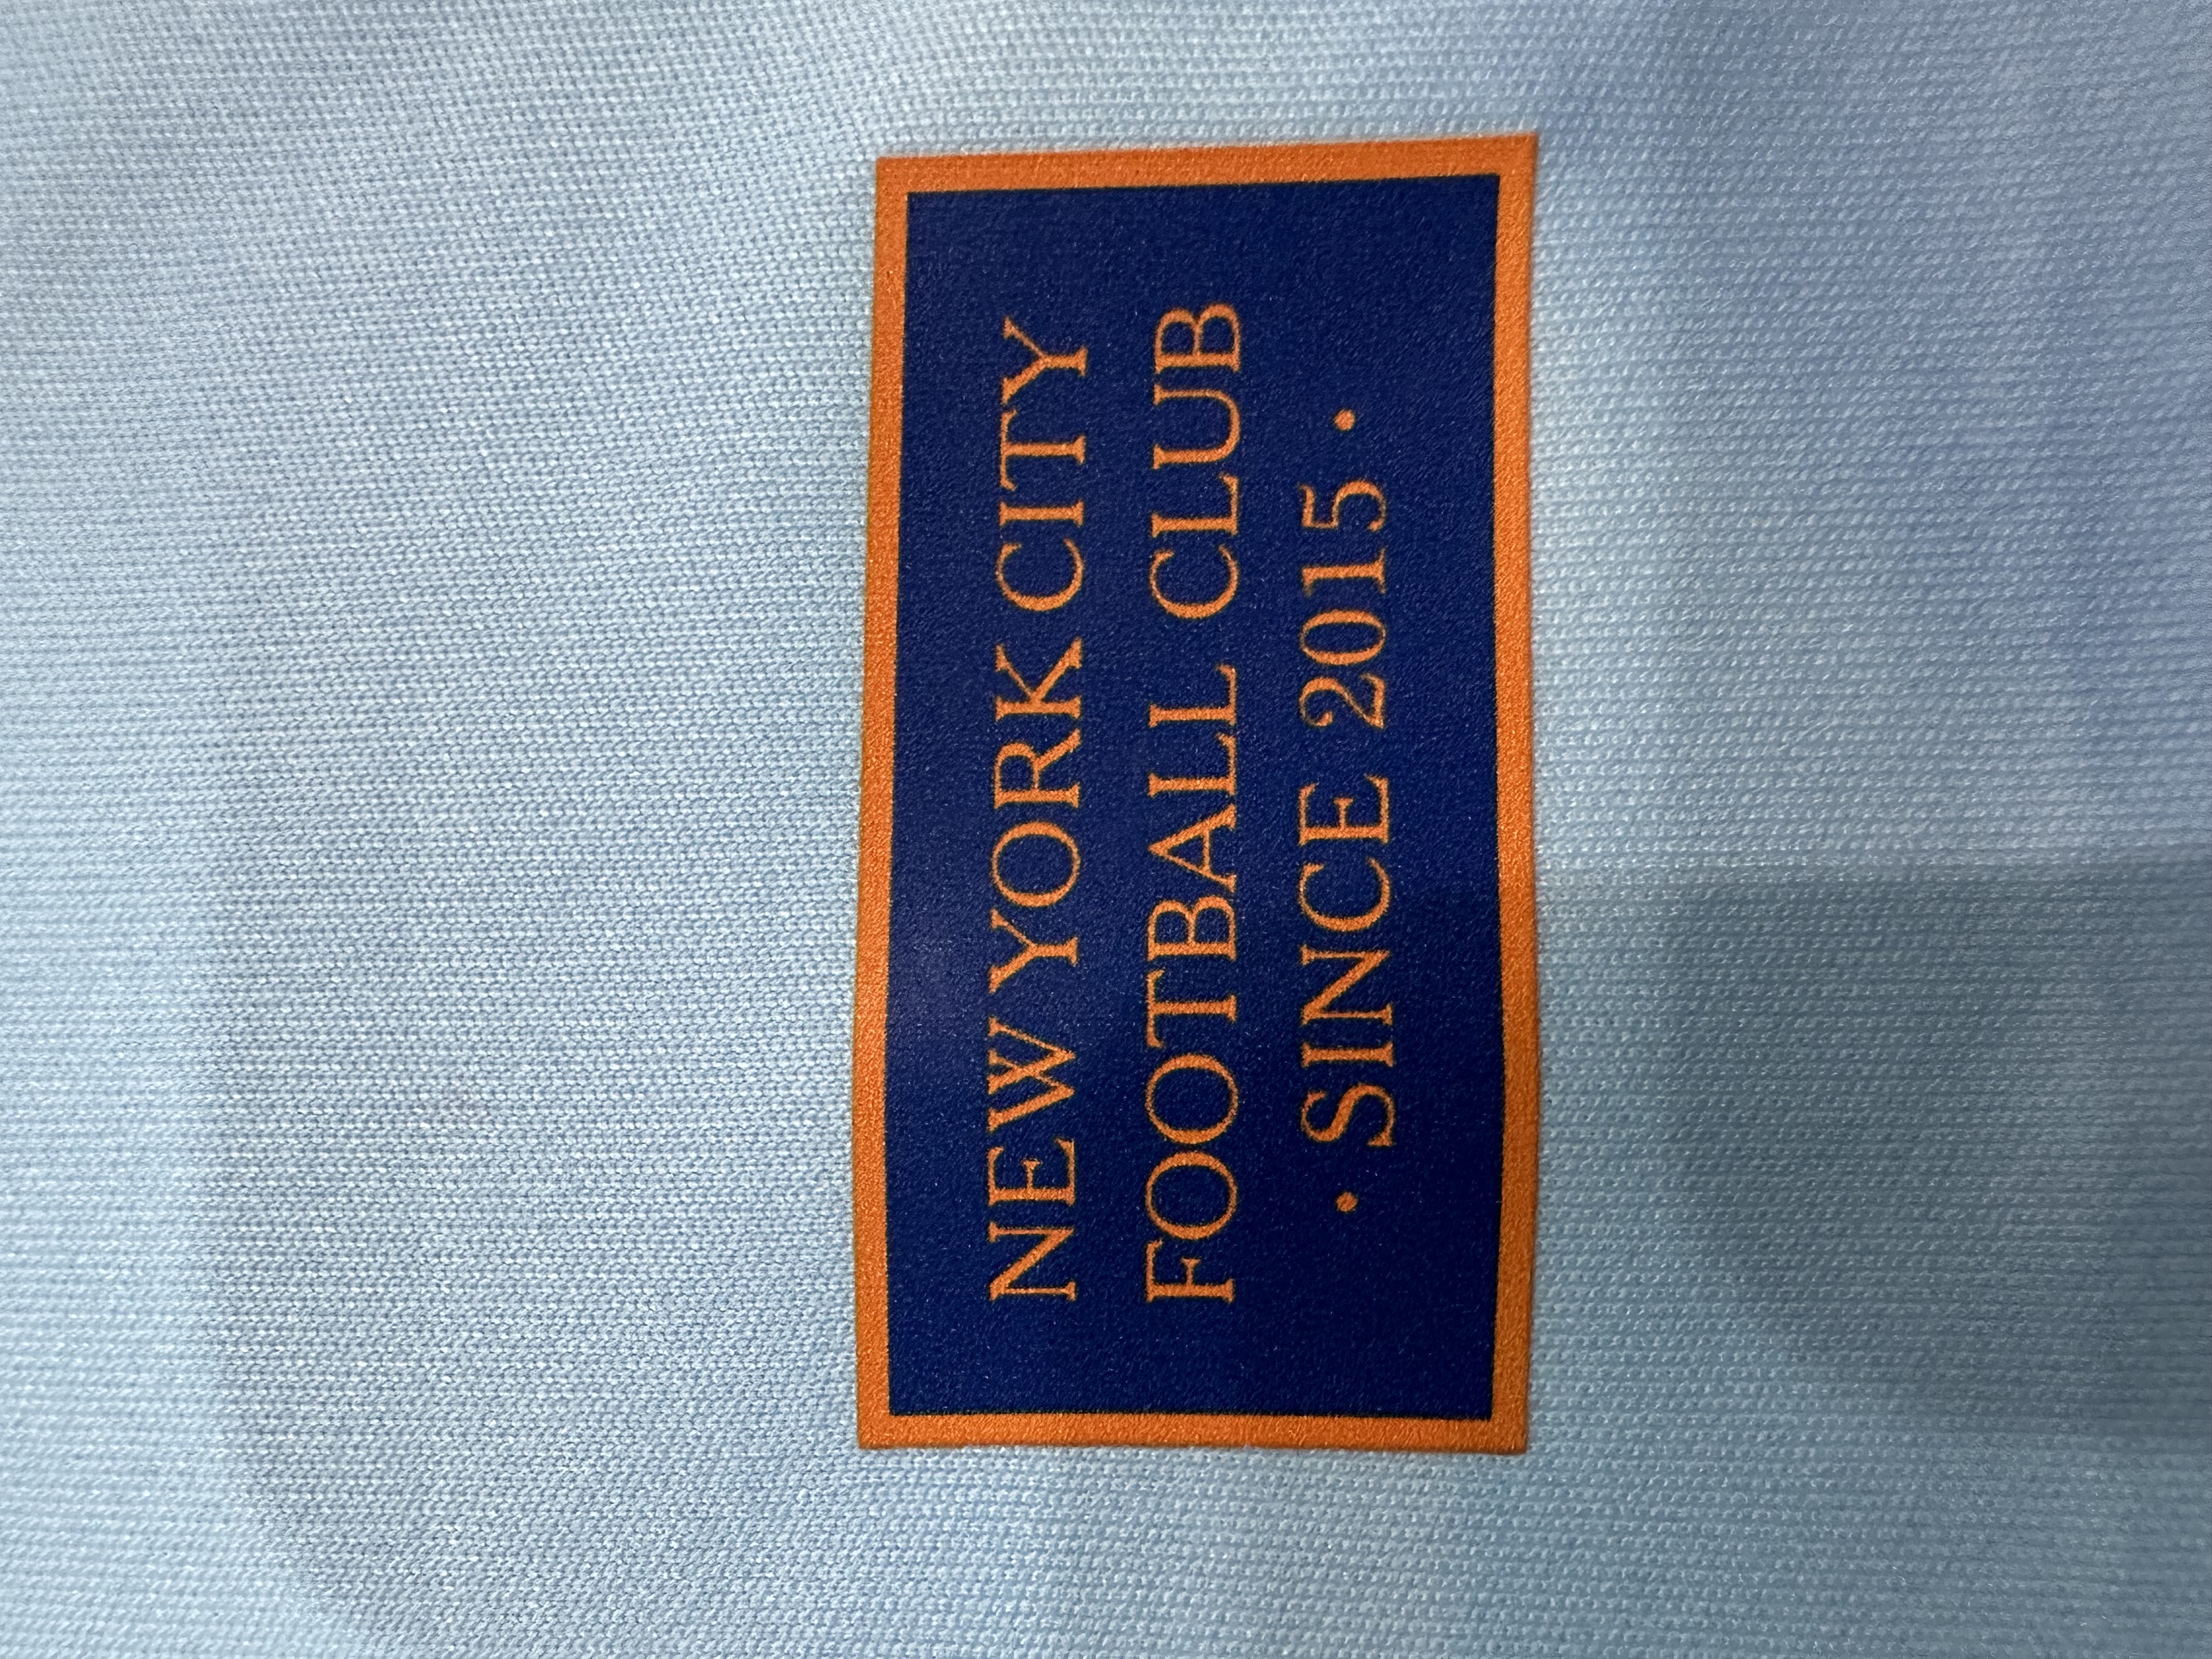 NEW YORK CITY
FOOTBALL CLUB
• SINCE 2015 •